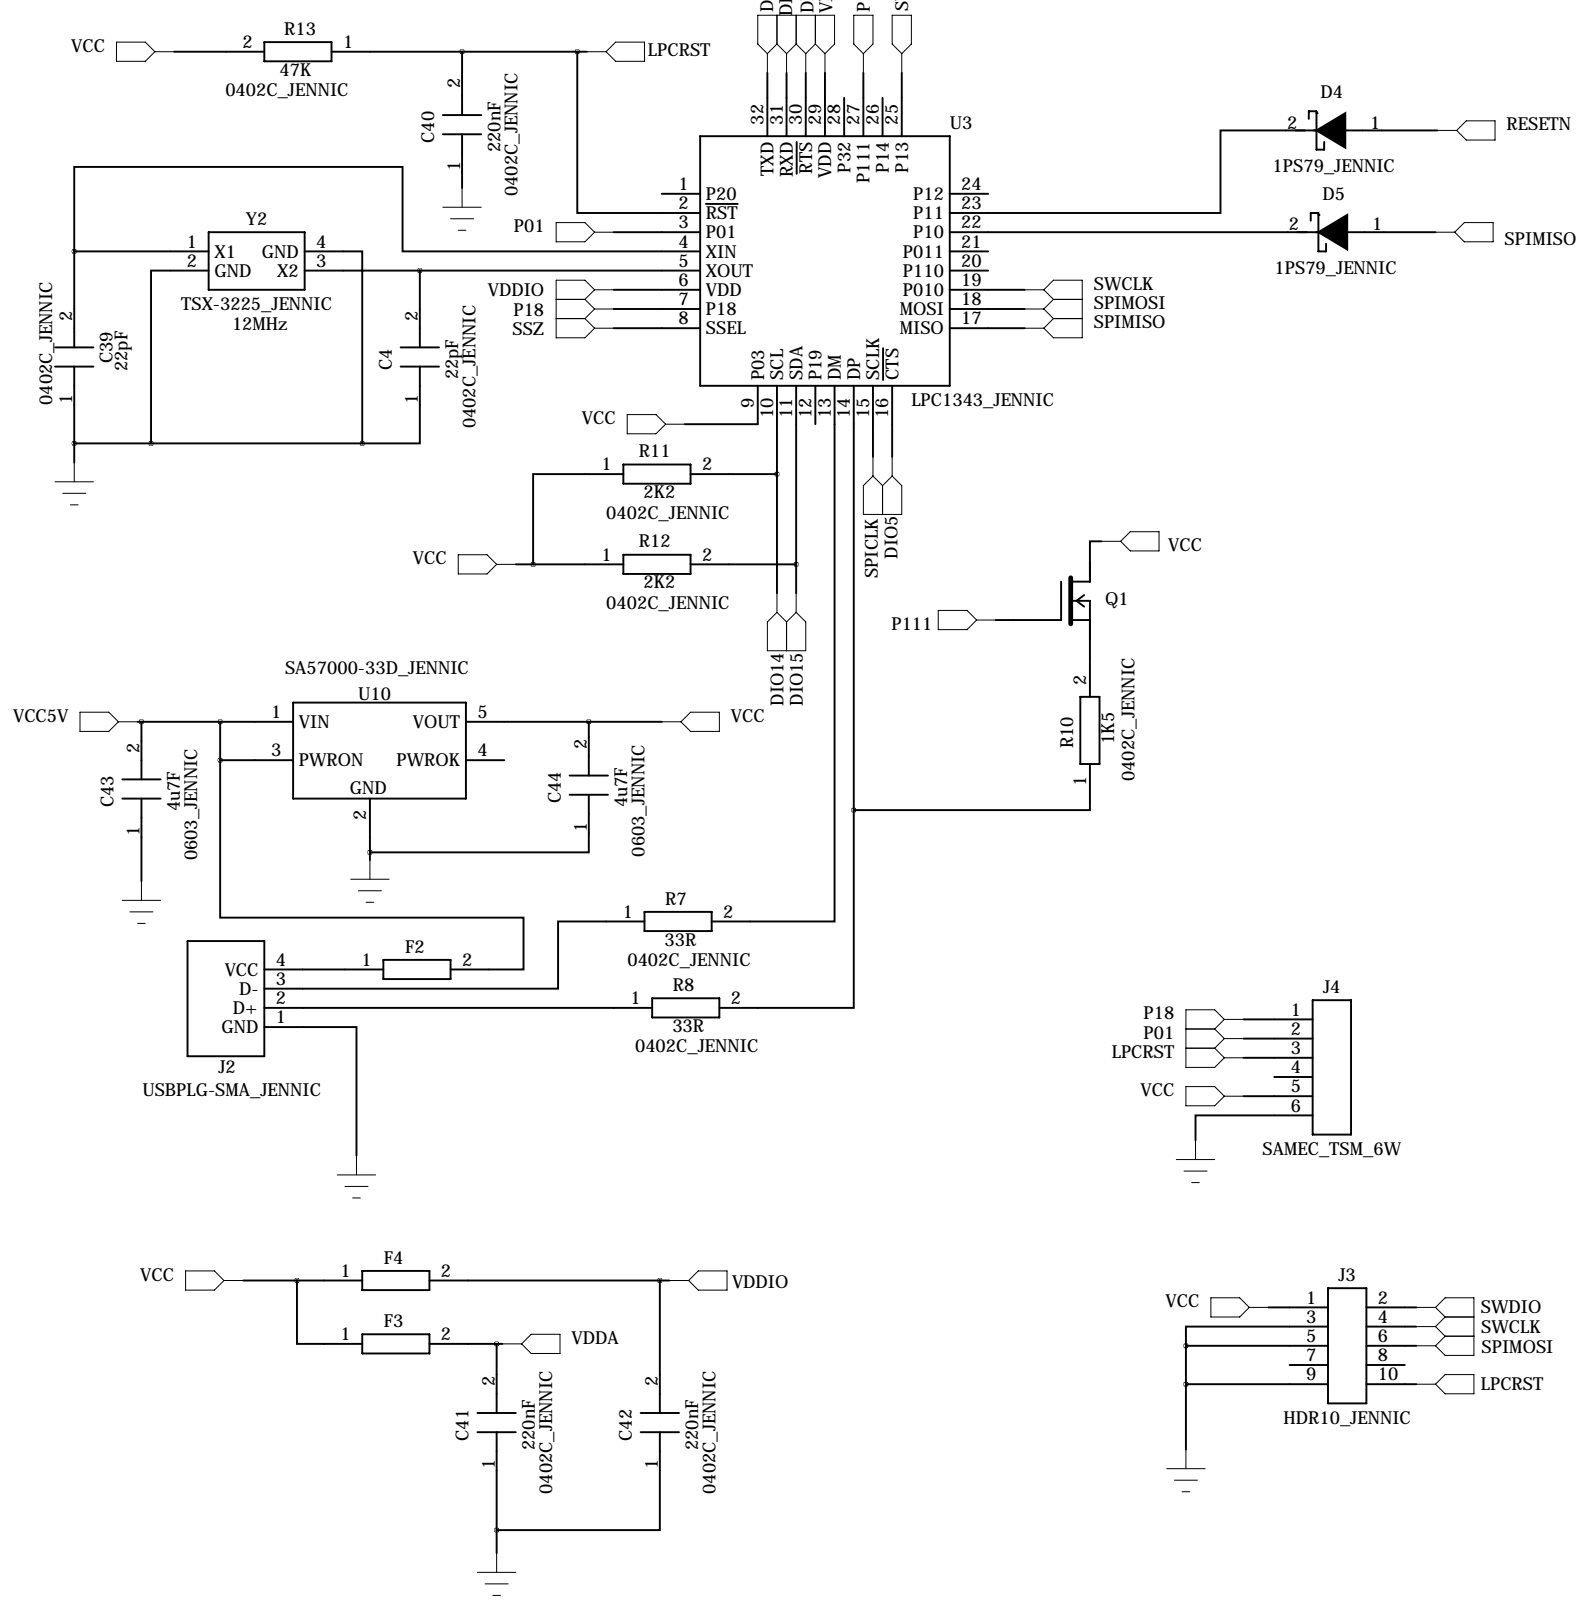 VCC
2
R13
1
47K
0402C_JENNIC
LPCRST
2
C40
1
220nF
0402C_JENNIC
32
31
30
29
28
27
26
25
U3
TXD
RXD
RTS
VDD
P32
P111
P14
P13
1
P20
2
RST
P01
3
P01
4
XIN
5
XOUT
VDDIO
6
VDD
P18
7
P18
SSZ
8
SSEL
P12
24
P11
23
P10
22
P011
21
P110
20
P010
19
SWCLK
MOSI
18
SPIMOSI
MISO
17
SPIMISO
P03
SCL
SDA
P19
DM
DP
SCLK
CTS
9
10
11
12
13
14
15
16
LPC1343_JENNIC
D4
2
1
RESETN
1PS79_JENNIC
D5
2
1
SPIMISO
1PS79_JENNIC
Y2
1
X1
GND
4
2
GND
X2
3
TSX-3225_JENNIC
12MHz
0402C_JENNIC
2
1
C39
22pF
C4
2
1
22pF
0402C_JENNIC
VCC
R11
1
2
2K2
0402C_JENNIC
VCC
R12
1
2
2K2
0402C_JENNIC
SPICLK
DIO5
DIO14
DIO15
VCC
P111
Q1
2
R10
1K5
0402C_JENNIC
1
SA57000-33D_JENNIC
U10
VCC5V
1
VIN
VOUT
5
VCC
3
PWRON
PWROK
4
GND
2
C43
2
1
4u7F
0603_JENNIC
C44
2
1
4u7F
0603_JENNIC
R7
1
2
33R
0402C_JENNIC
F2
VCC
4
1
2
D-
3
D+
2
GND
1
R8
1
2
33R
0402C_JENNIC
J2
USBPLG-SMA_JENNIC
J4
P18
1
P01
2
LPCRST
3
4
VCC
5
6
SAMEC_TSM_6W
VCC
F4
1
2
VDDIO
F3
1
2
VDDA
C41
2
1
220nF
0402C_JENNIC
C42
2
1
220nF
0402C_JENNIC
J3
VCC
1
2
SWDIO
3
4
SWCLK
5
6
SPIMOSI
7
8
9
10
LPCRST
HDR10_JENNIC